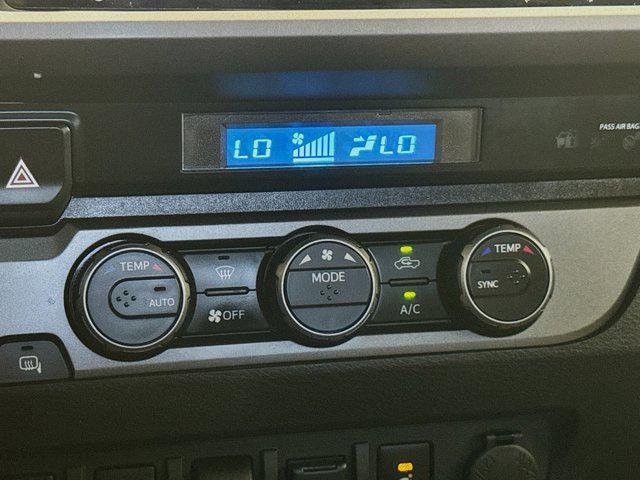 PASS AIR BAG
LO LO
TEMP
AUTO
OFF
MODE
A/C
TEMP
SYNC